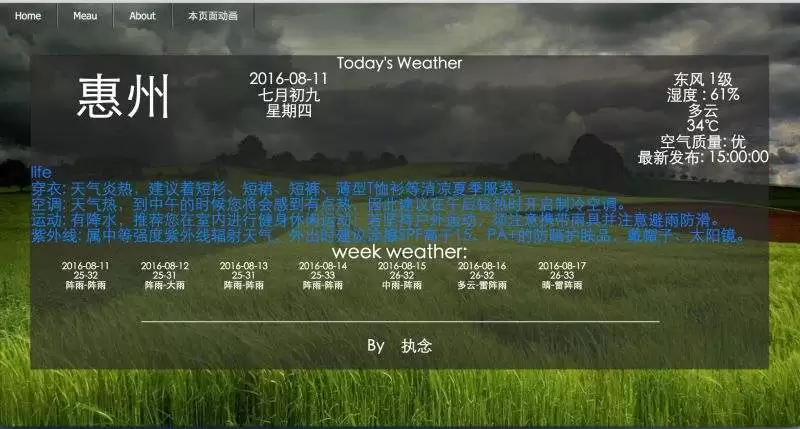 Home Meau About 本页面动画
Today's Weather
惠州
2016-08-11
七月初九
星期四
东风 1级
湿度 : 61%
多云
34℃
空气质量: 优
最新发布: 15:00:00
life
穿衣: 天气炎热，建议着短衫、短裙、短裤、薄型T恤衫等清凉夏季服装。
空调: 天气热，到中午的时候您将会感到有点热，因此建议在午后较热时开启制冷空调。
运动: 有降水，推荐您在室内进行健身休闲运动；若坚持户外运动，须注意携带雨具并注意避雨防滑。
紫外线: 属中等强度紫外线辐射天气，外出时建议涂擦SPF高于15、PA+的防晒护肤品，戴帽子、太阳镜。
week weather:
2016-08-11 2016-08-12 2016-08-13 2016-08-14 2016-08-15 2016-08-16 2016-08-17
25-32 25-31 25-31 25-33 26-32 26-32 26-33
阵雨-阵雨 阵雨-大雨 阵雨-阵雨 阵雨-阵雨 中雨-阵雨 多云-雷阵雨 晴-雷阵雨
By 执念